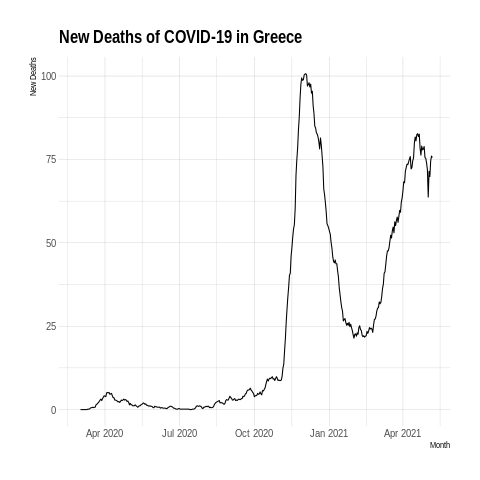 New Deaths of COVID-19 in Greece
New Deaths
100
75
50
25
0
Apr 2020 Jul 2020 Oct 2020 Jan 2021 Apr 2021
Month